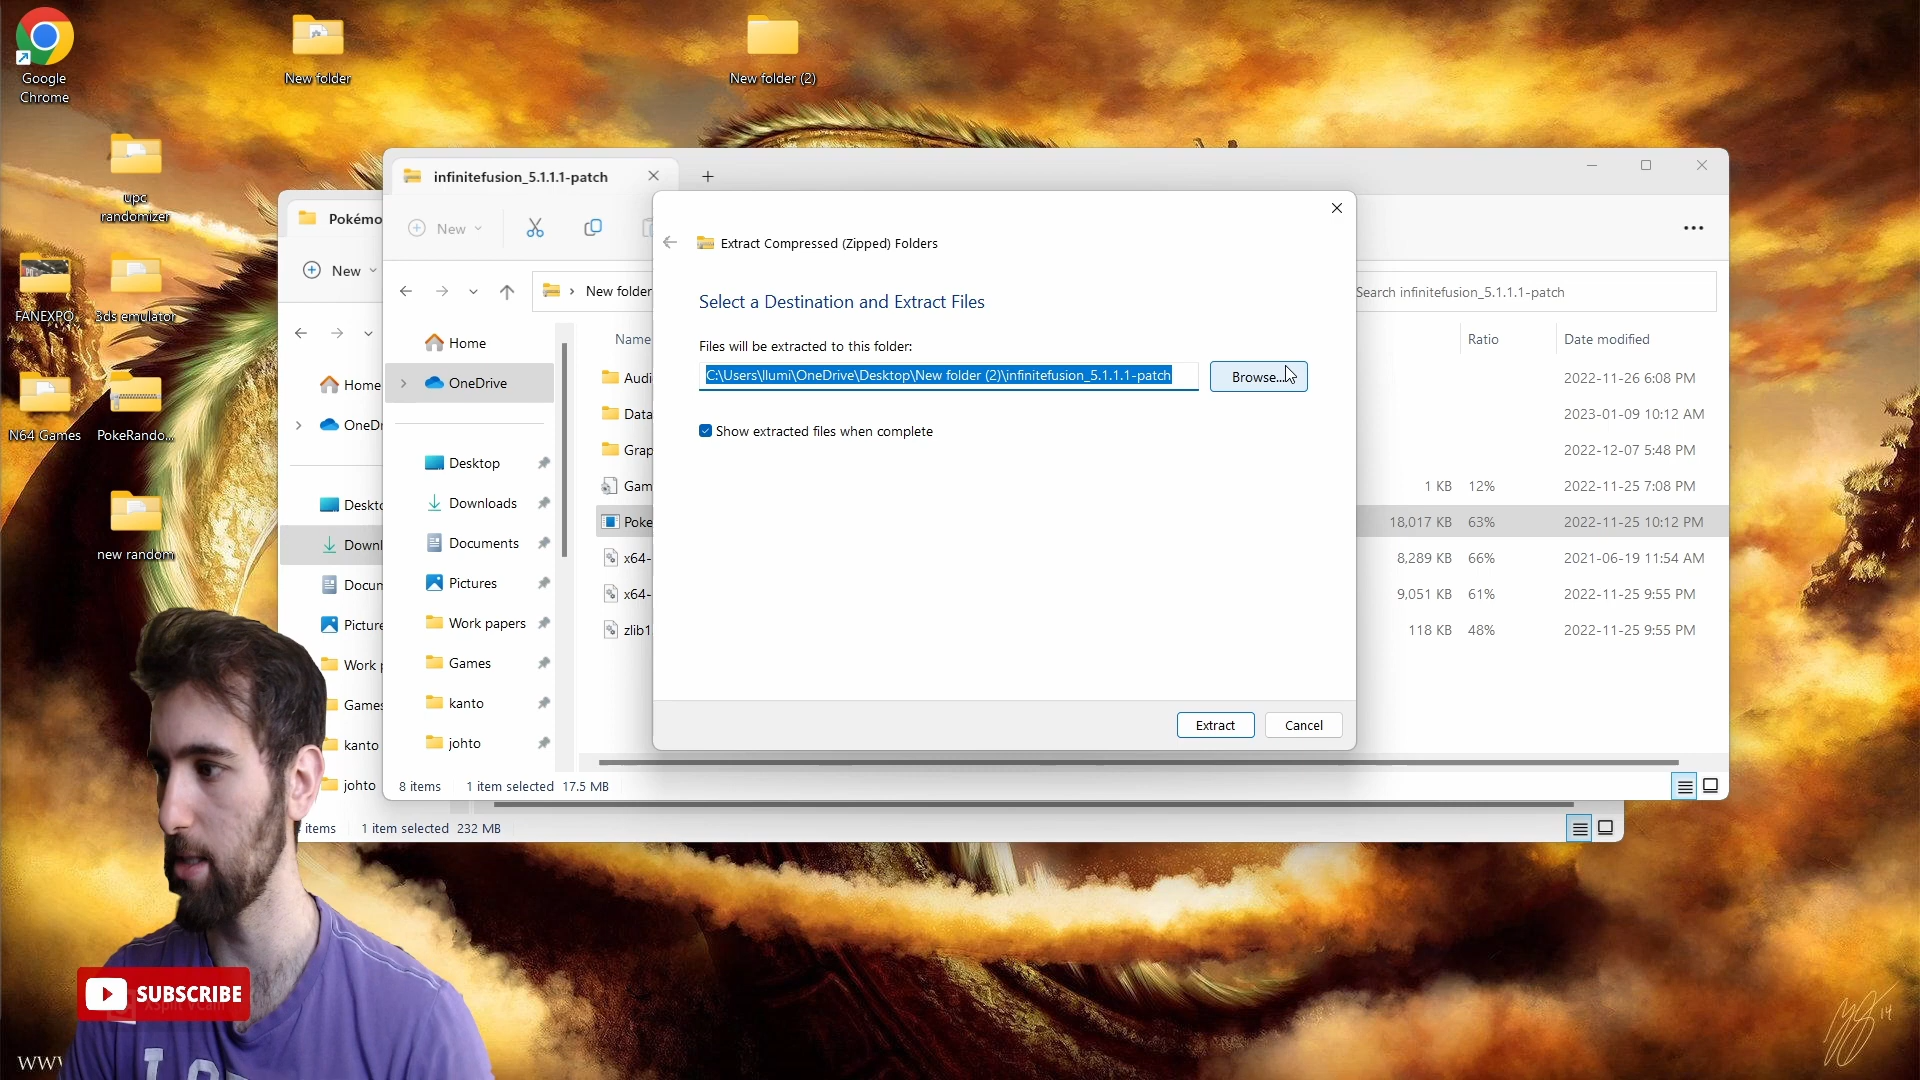 Google
Chrome
New folder
New folder (2)
upc
randomizer
FANEXPO
3ds emulator
N64 Games
PokeRando...
new random
infinitefusion_5.1.1.1-patch
New
New folder
Search infinitefusion_5.1.1.1-patch
Home
OneDrive
Desktop
Downloads
Documents
Pictures
Work papers
Games
kanto
johto
Name
Ratio
Date modified
Audi
2022-11-26 6:08 PM
Data
2023-01-09 10:12 AM
Grap
2022-12-07 5:48 PM
Gam
1 KB 12% 2022-11-25 7:08 PM
Poke
18,017 KB 63% 2022-11-25 10:12 PM
x64-
8,289 KB 66% 2021-06-19 11:54 AM
x64-
9,051 KB 61% 2022-11-25 9:55 PM
zlib1
118 KB 48% 2022-11-25 9:55 PM
8 items 1 item selected 17.5 MB
Extract Compressed (Zipped) Folders
Select a Destination and Extract Files
Files will be extracted to this folder:
C:\Users\llumi\OneDrive\Desktop\New folder (2)\infinitefusion_5.1.1.1-patch
Browse...
Show extracted files when complete
Extract
Cancel
Pokémo
New
Home
OneDr
Deskto
Downl
Docum
Picture
Work p
Games
kanto
johto
items 1 item selected 232 MB
SUBSCRIBE
www
14